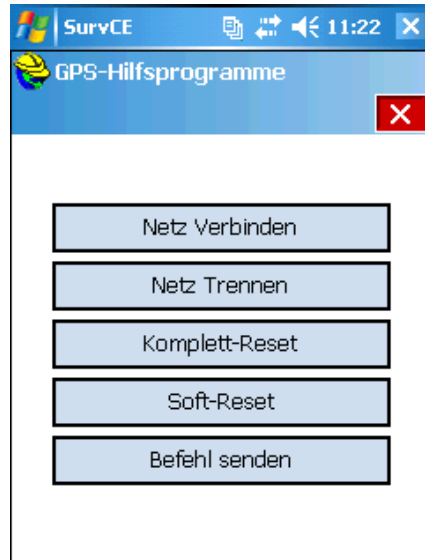 SurvCE 11:22
GPS-Hilfsprogramme
Netz Verbinden
Netz Trennen
Komplett-Reset
Soft-Reset
Befehl senden